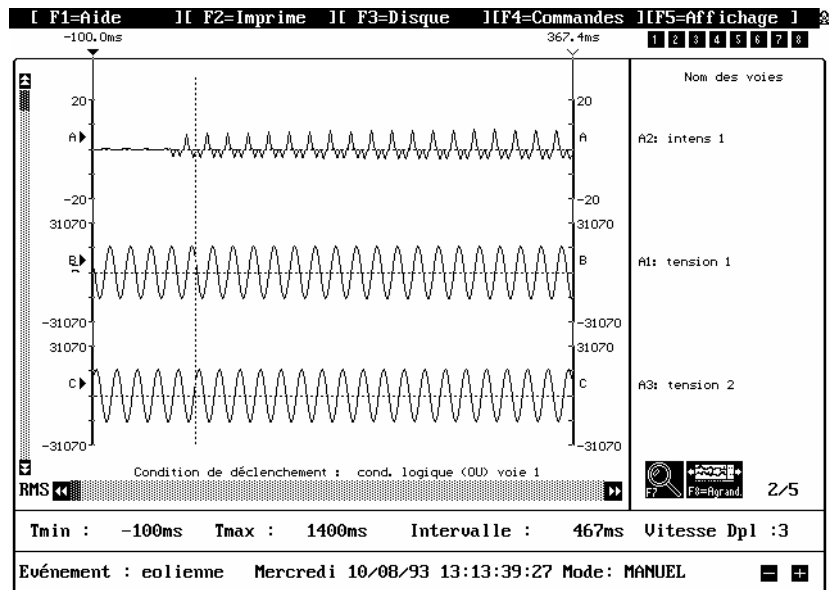 [ F1=Aide ][ F2=Imprime ][ F3=Disque ][F4=Commandes ][F5=Affichage ]
-100.0ms 367.4ms 1 2 3 4 5 6 7 8
Nom des voies
20 20
A A A2: intens 1
-20 -20
31070 31070
B B A1: tension 1
-31070 -31070
31070 31070
C C A3: tension 2
-31070 -31070
Condition de déclenchement : cond. logique (OU) voie 1
RMS F7 F8=Agrand. 2/5
Tmin : -100ms Tmax : 1400ms Intervalle : 467ms Vitesse Dpl :3
Evénement : eolienne Mercredi 10/08/93 13:13:39:27 Mode: MANUEL - +